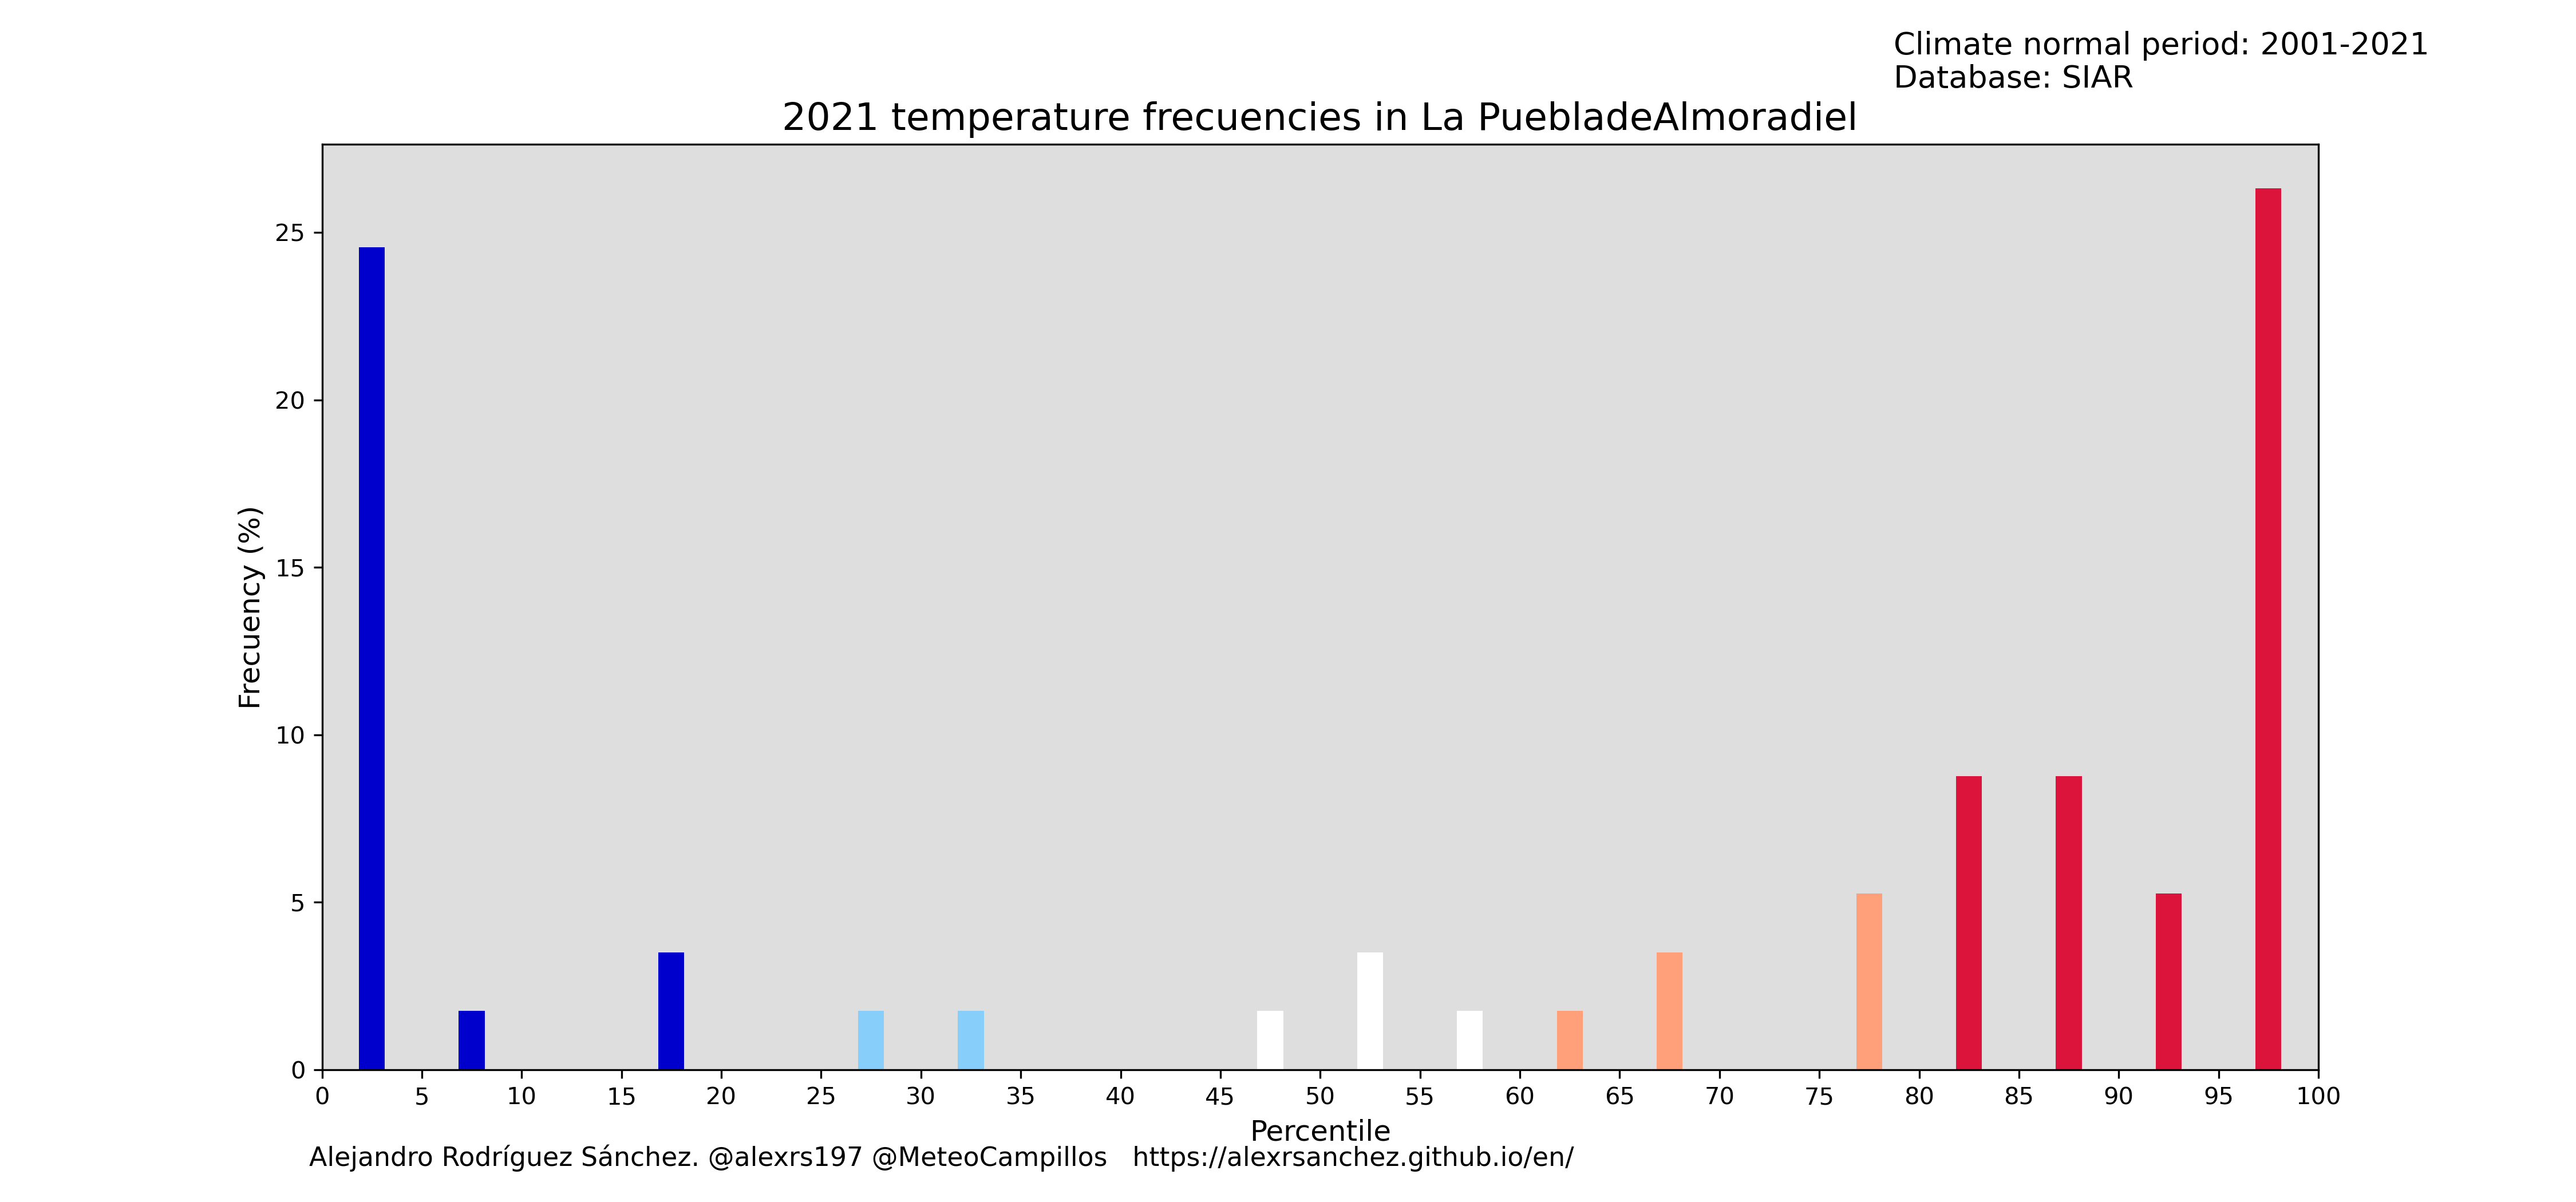 Climate normal period: 2001-2021
Database: SIAR
2021 temperature frecuencies in La PuebladeAlmoradiel
Frecuency (%)
25
20
15
10
5
0
0 5 10 15 20 25 30 35 40 45 50 55 60 65 70 75 80 85 90 95 100
Percentile
Alejandro Rodríguez Sánchez. @alexrs197 @MeteoCampillos https://alexrsanchez.github.io/en/